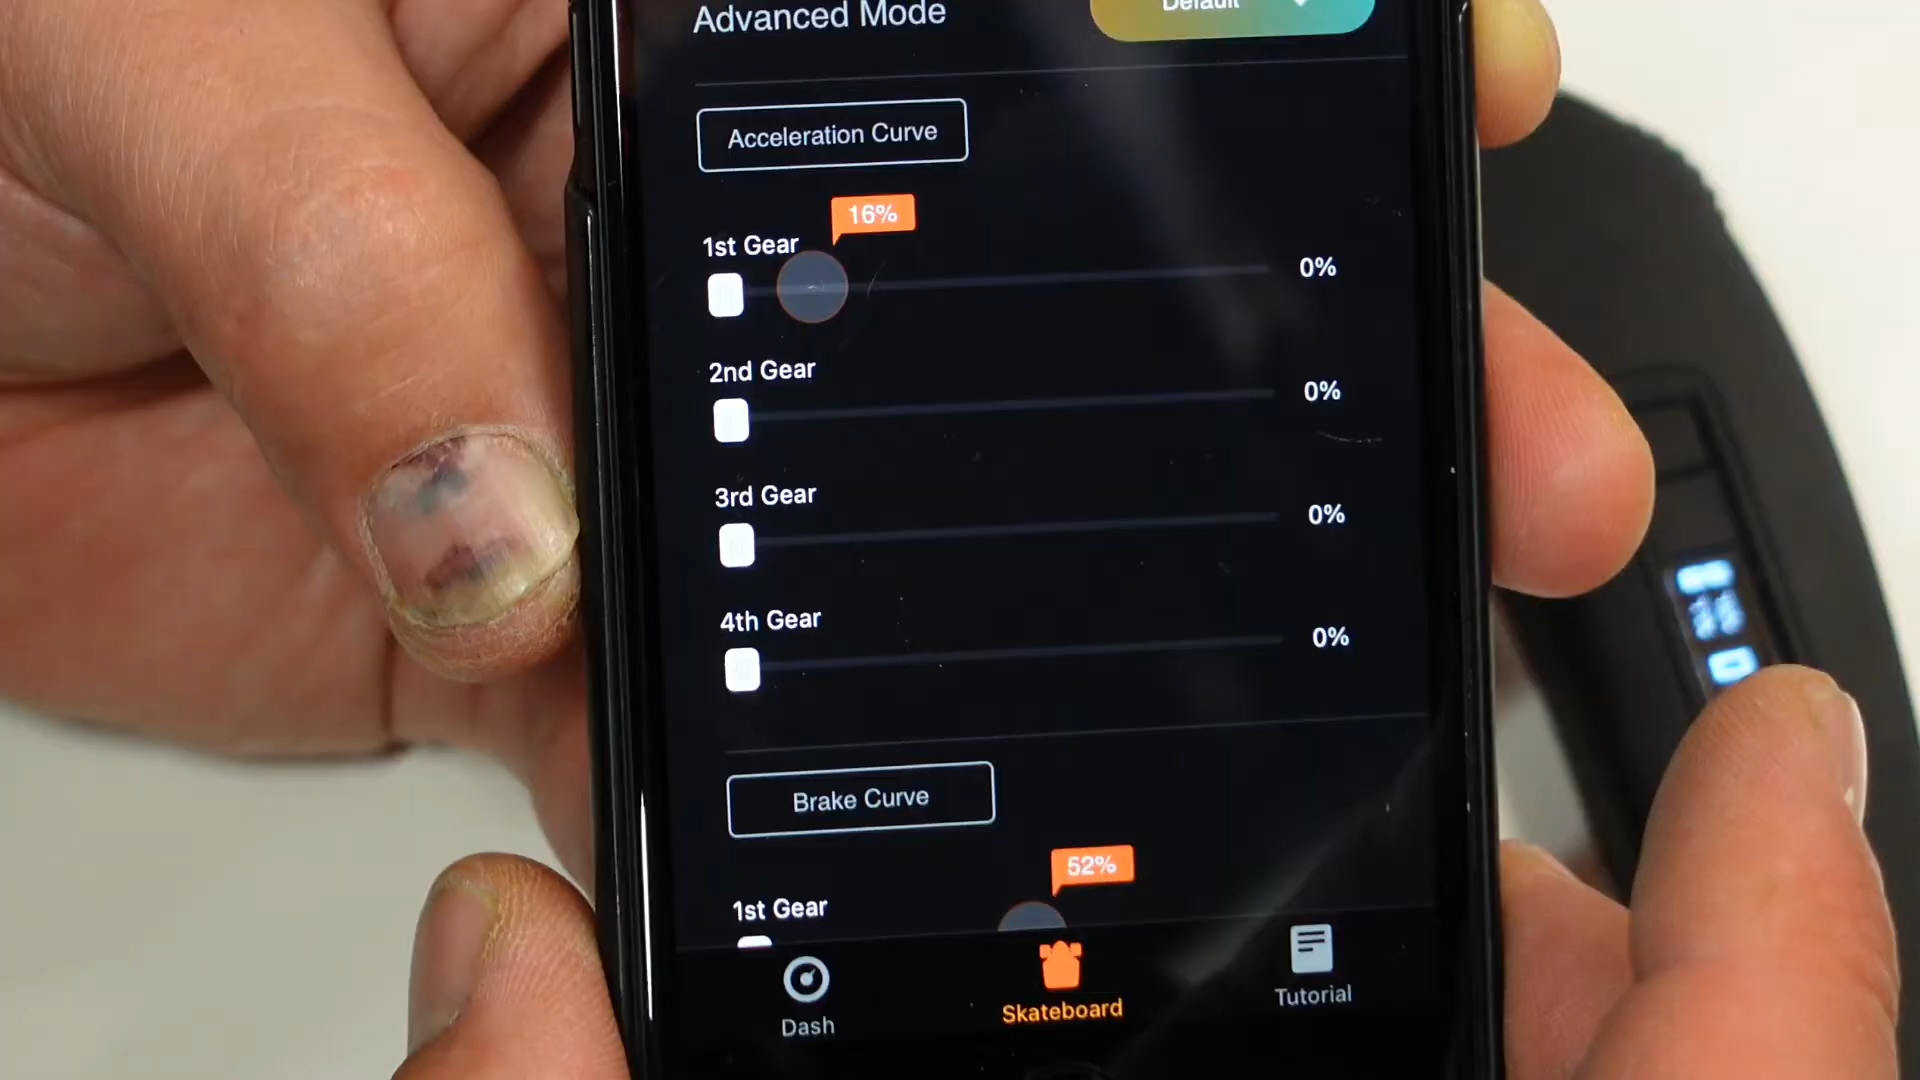 Advanced Mode
Default
Acceleration Curve
16%
1st Gear
0%
2nd Gear
0%
3rd Gear
0%
4th Gear
0%
Brake Curve
52%
1st Gear
Dash
Skateboard
Tutorial